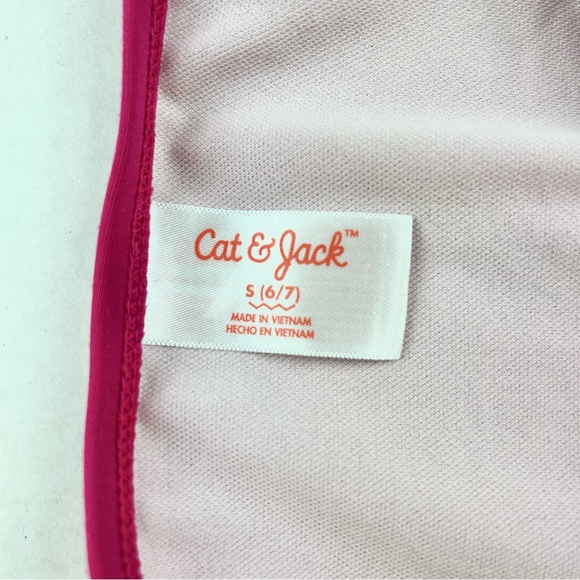 Cat & Jack™
S (6/7)
MADE IN VIETNAM
HECHO EN VIETNAM